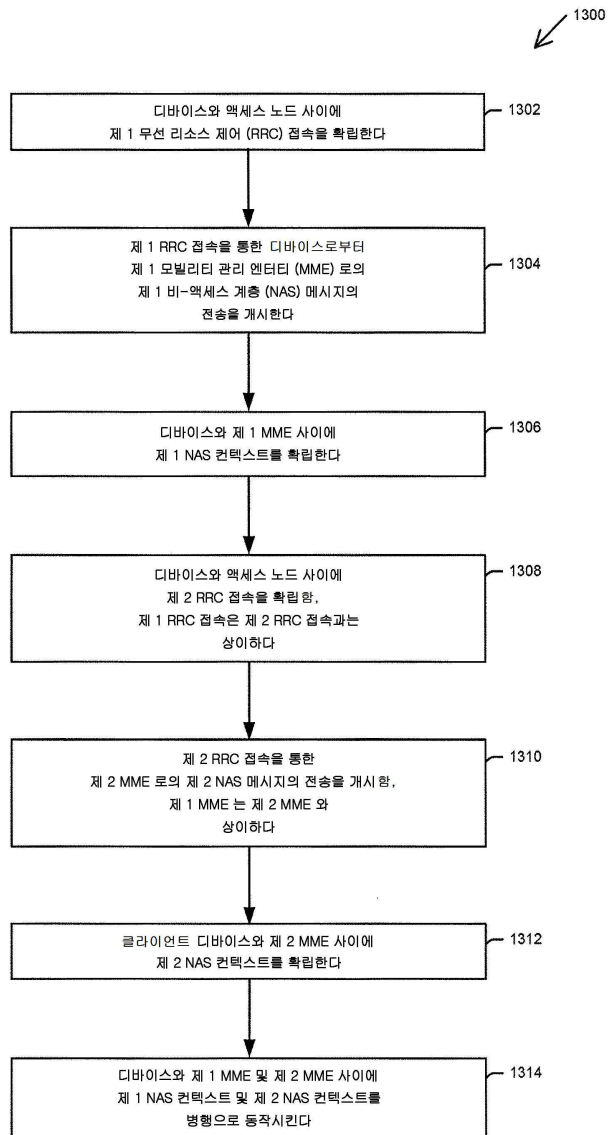 1300
디바이스와 액세스 노드 사이에
제 1 무선 리소스 제어 (RRC) 접속을 확립한다
1302
제 1 RRC 접속을 통한 디바이스로부터
제 1 모빌리티 관리 엔터티 (MME) 로의
제 1 비-액세스 계층 (NAS) 메시지의
전송을 개시한다
1304
디바이스와 제 1 MME 사이에
제 1 NAS 컨텍스트를 확립한다
1306
디바이스와 액세스 노드 사이에
제 2 RRC 접속을 확립함,
제 1 RRC 접속은 제 2 RRC 접속과는
상이하다
1308
제 2 RRC 접속을 통한
제 2 MME 로의 제 2 NAS 메시지의 전송을 개시함,
제 1 MME 는 제 2 MME 와
상이하다
1310
클라이언트 디바이스와 제 2 MME 사이에
제 2 NAS 컨텍스트를 확립한다
1312
디바이스와 제 1 MME 및 제 2 MME 사이에
제 1 NAS 컨텍스트 및 제 2 NAS 컨텍스트를
병행으로 동작시킨다
1314